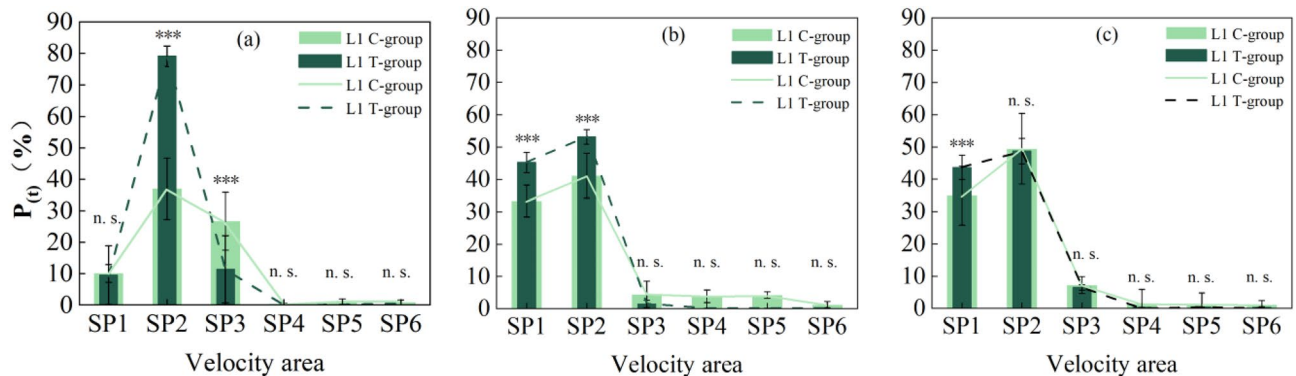 P(t) (%)
90
80
70
60
50
40
30
20
10
0
(a)
L1 C-group
L1 T-group
L1 C-group
L1 T-group
n. s.
***
***
n. s.
n. s.
n. s.
SP1 SP2 SP3 SP4 SP5 SP6
Velocity area
90
80
70
60
50
40
30
20
10
0
(b)
L1 C-group
L1 T-group
L1 C-group
L1 T-group
***
***
n. s.
n. s.
n. s.
n. s.
SP1 SP2 SP3 SP4 SP5 SP6
Velocity area
90
80
70
60
50
40
30
20
10
0
(c)
L1 C-group
L1 T-group
L1 C-group
L1 T-group
***
n. s.
n. s.
n. s.
n. s.
n. s.
SP1 SP2 SP3 SP4 SP5 SP6
Velocity area